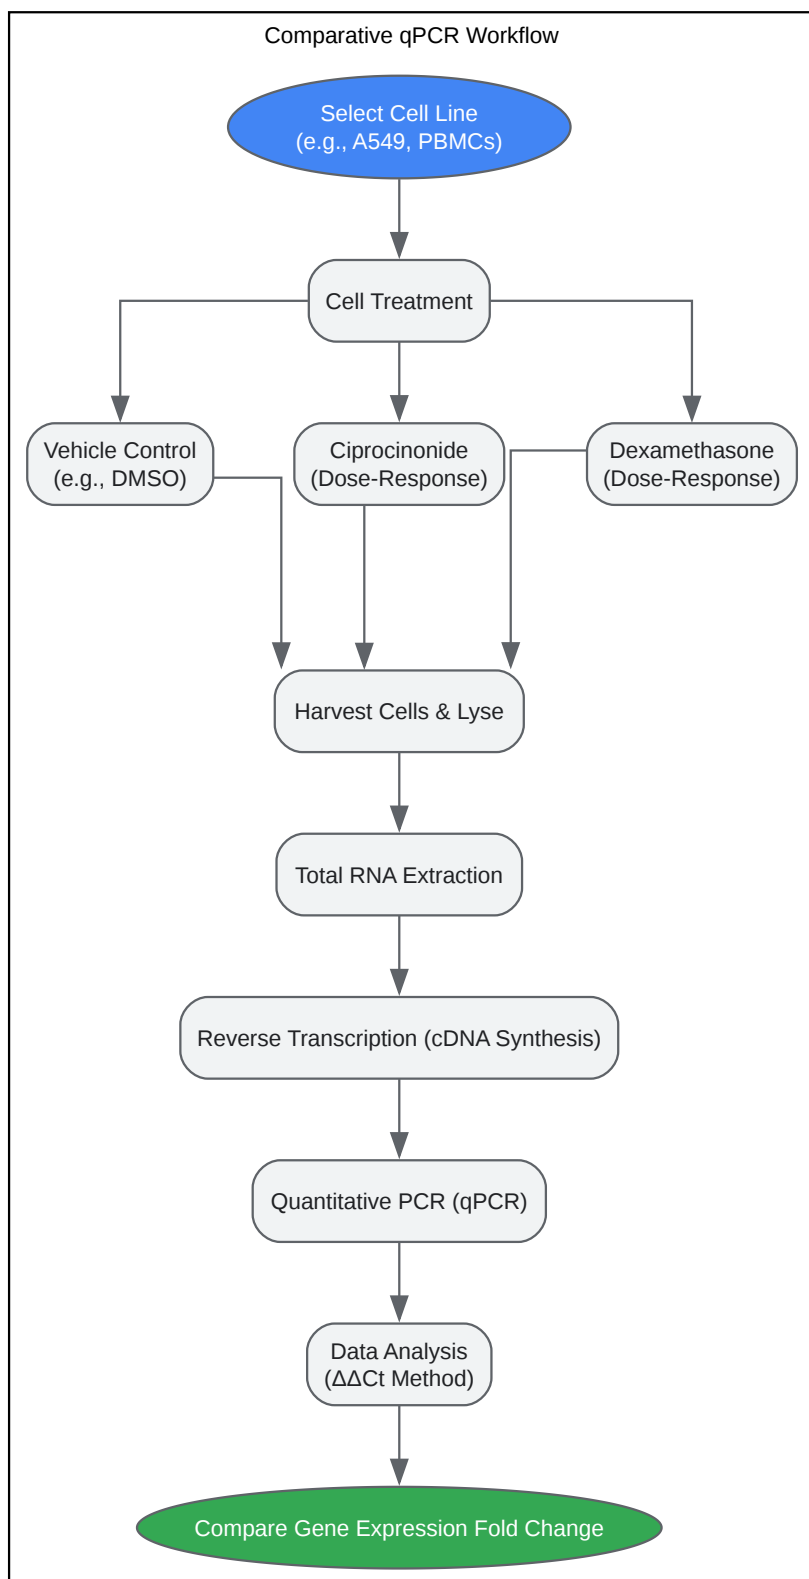 Comparative qPCR Workflow
Select Cell Line
(e.g., A549, PBMCs)
Cell Treatment
Vehicle Control
(e.g., DMSO)
Ciprocinonide
(Dose-Response)
Dexamethasone
(Dose-Response)
Harvest Cells & Lyse
Total RNA Extraction
Reverse Transcription (cDNA Synthesis)
Quantitative PCR (qPCR)
Data Analysis
(ΔΔCt Method)
Compare Gene Expression Fold Change